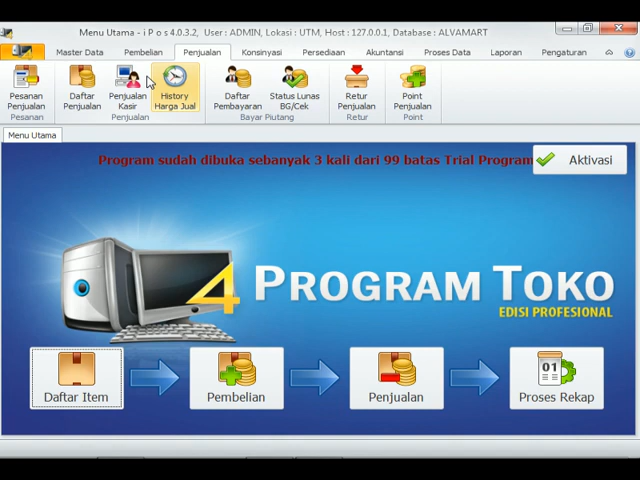 Menu Utama - i P o s 4.0.3.2, User : ADMIN, Lokasi : UTM, Host : 127.0.0.1, Database : ALVAMART
Master Data Pembelian Penjualan Konsinyasi Persediaan Akuntansi Proses Data Laporan Pengaturan
Pesanan Penjualan
Daftar Penjualan
Penjualan Kasir
History Harga Jual
Daftar Pembayaran
Status Lunas BG/Cek
Retur Penjualan
Point Penjualan
Pesanan Penjualan Bayar Piutang Retur Point
Menu Utama
Program sudah dibuka sebanyak 3 kali dari 99 batas Trial Program
Aktivasi
4 PROGRAM TOKO
EDISI PROFESIONAL
01
Daftar Item Pembelian Penjualan Proses Rekap